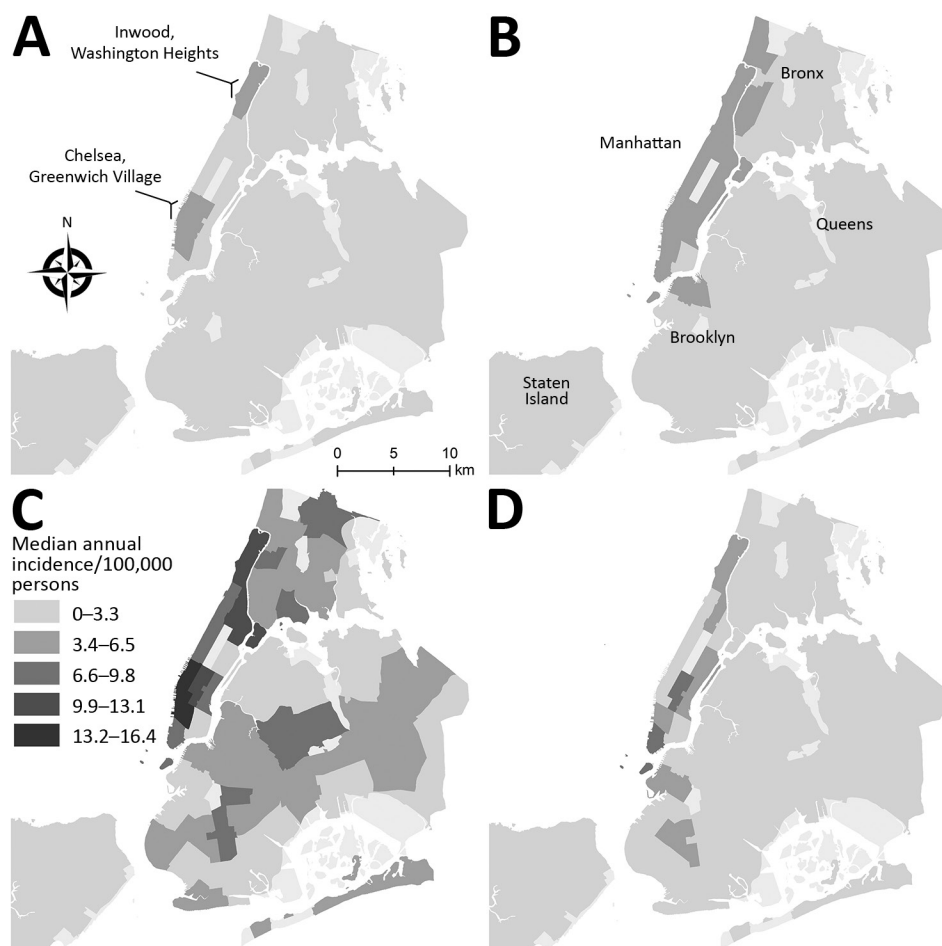 A
Inwood,
Washington Heights
Chelsea,
Greenwich Village
N
0 5 10
km
B
Bronx
Manhattan
Queens
Brooklyn
Staten
Island
C
Median annual
incidence/100,000
persons
0–3.3
3.4–6.5
6.6–9.8
9.9–13.1
13.2–16.4
D